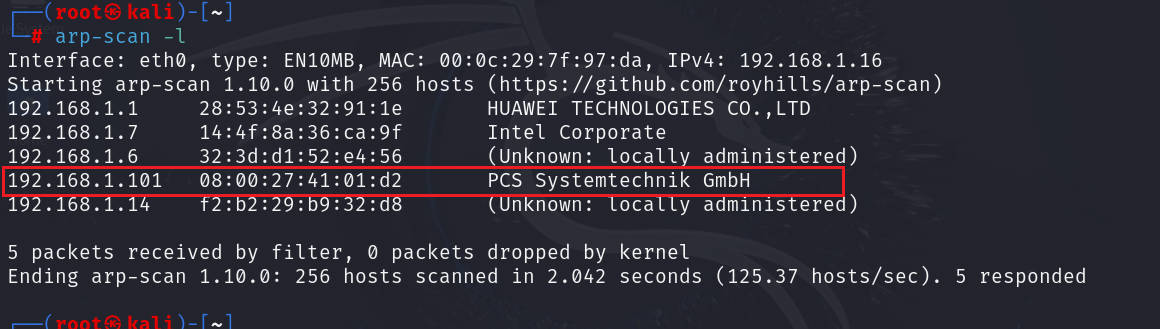 ┌──(root㉿kali)-[~]
└─# arp-scan -l
Interface: eth0, type: EN10MB, MAC: 00:0c:29:7f:97:da, IPv4: 192.168.1.16
Starting arp-scan 1.10.0 with 256 hosts (https://github.com/royhills/arp-scan)
192.168.1.1 28:53:4e:32:91:1e HUAWEI TECHNOLOGIES CO.,LTD
192.168.1.7 14:4f:8a:36:ca:9f Intel Corporate
192.168.1.6 32:3d:d1:52:e4:56 (Unknown: locally administered)
192.168.1.101 08:00:27:41:01:d2 PCS Systemtechnik GmbH
192.168.1.14 f2:b2:29:b9:32:d8 (Unknown: locally administered)
5 packets received by filter, 0 packets dropped by kernel
Ending arp-scan 1.10.0: 256 hosts scanned in 2.042 seconds (125.37 hosts/sec). 5 responded
┌──(root㉿kali)-[~]